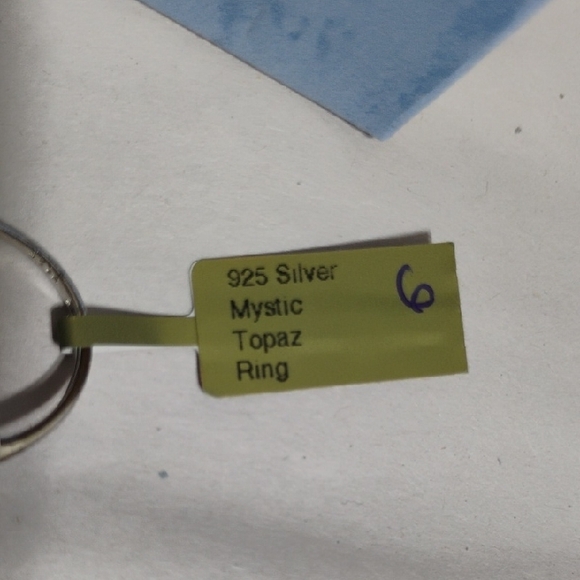 925 Silver
Mystic
Topaz
Ring
6